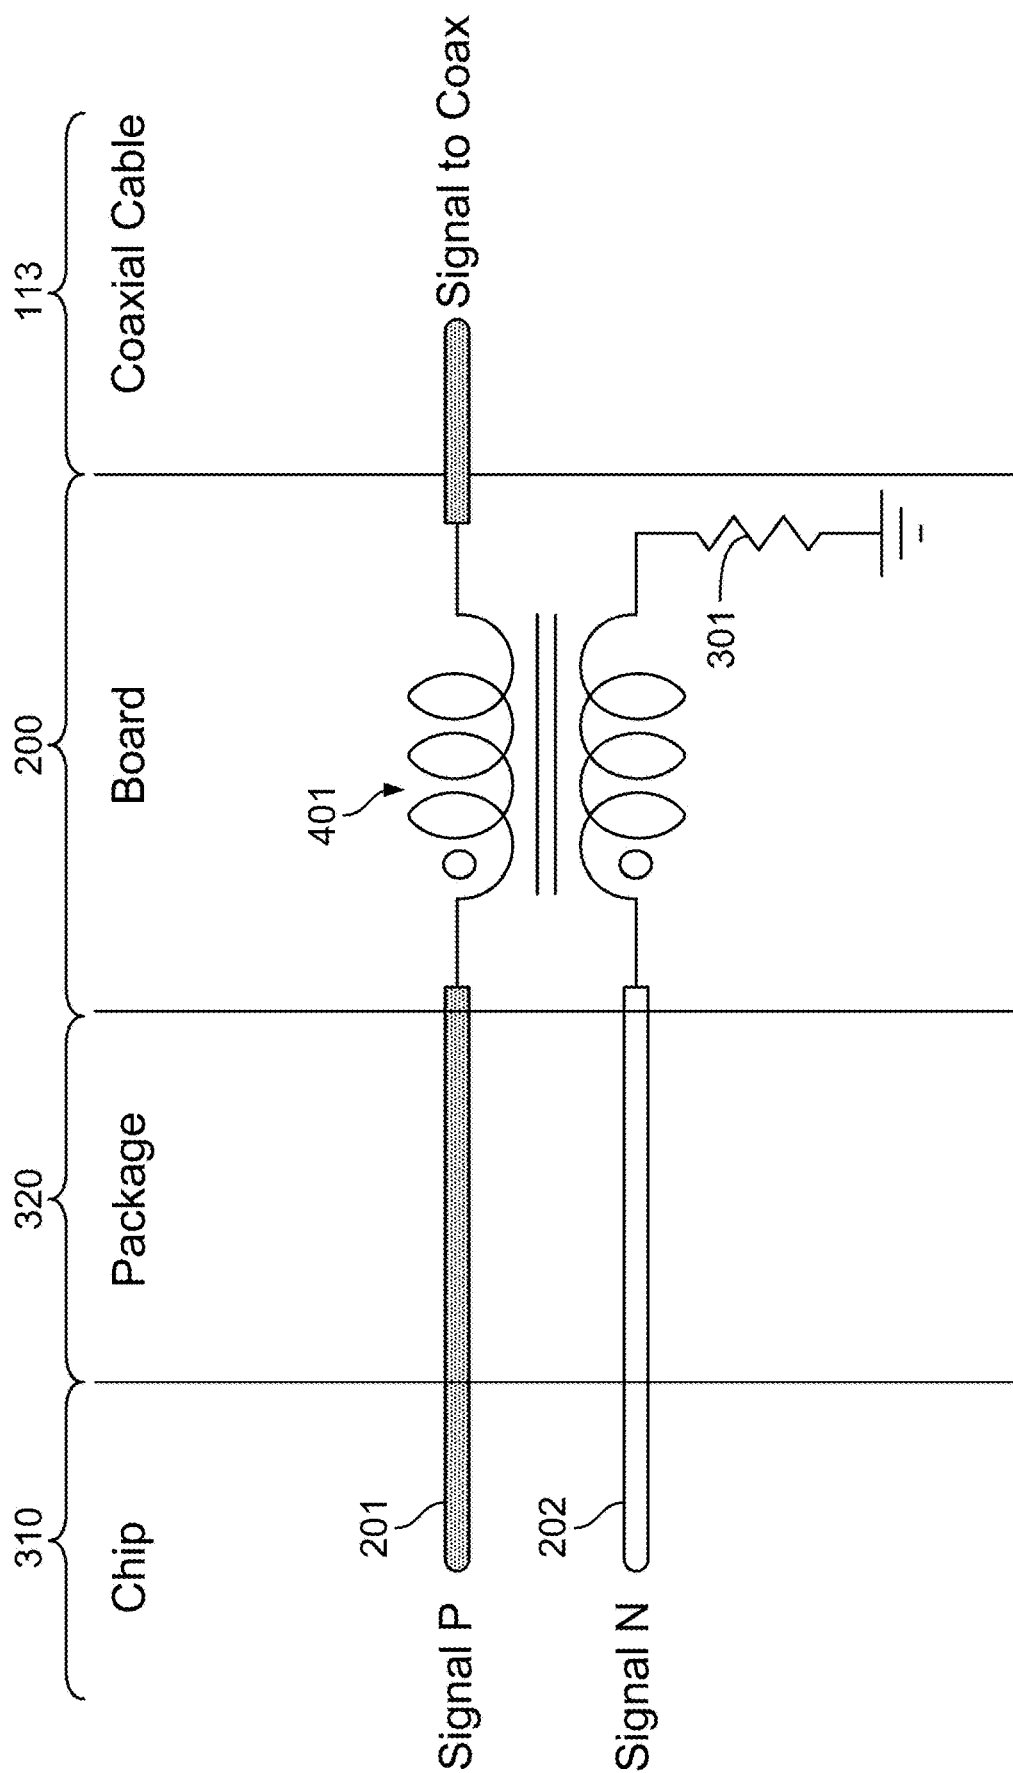 310
320
200
113
Chip
Package
Board
Coaxial Cable
401
201
Signal P
Signal to Coax
202
301
Signal N